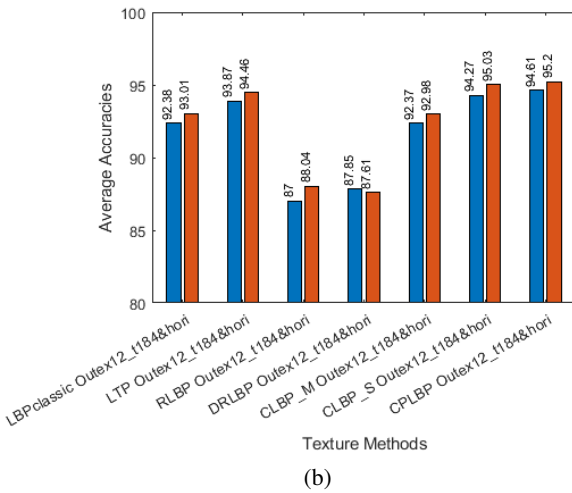 100
95
90
85
80
Average Accuracies
92.38
93.01
93.87
94.46
87
88.04
87.85
87.61
92.37
92.98
94.27
95.03
94.61
95.2
LBPclassic Outex12_t184&hori
LTP Outex12_t184&hori
RLBP Outex12_t184&hori
DRLBP Outex12_t184&hori
CLBP_M Outex12_t184&hori
CLBP_S Outex12_t184&hori
CPLBP Outex12_t184&hori
Texture Methods
(b)